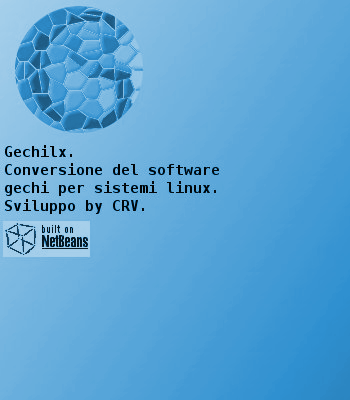 Gechilx.
Conversione del software
gechi per sistemi linux.
Sviluppo by CRV.
built on
NetBeans